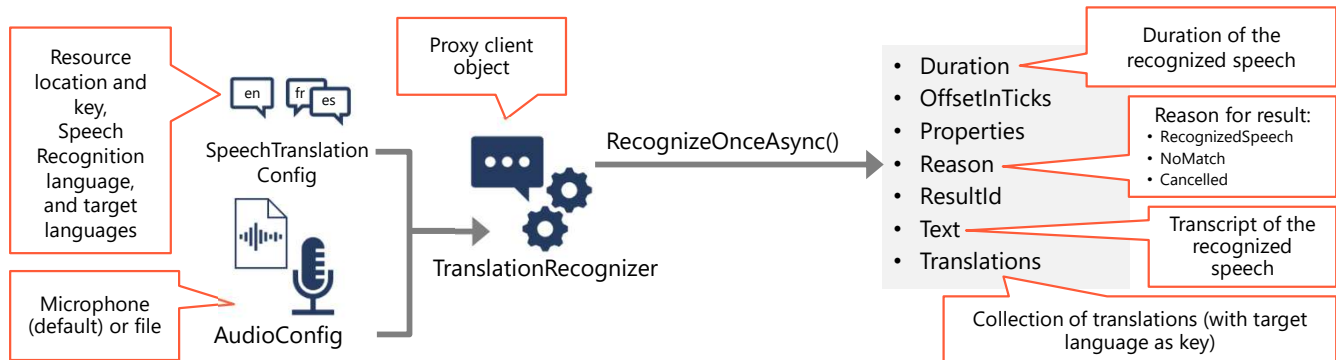 Resource
location and
key,
Speech
Recognition
language,
and target
languages
en
fr
es
SpeechTranslation
Config
Microphone
(default) or file
AudioConfig
Proxy client
object
TranslationRecognizer
RecognizeOnceAsync()
• Duration
• OffsetInTicks
• Properties
• Reason
• ResultId
• Text
• Translations
Duration of the
recognized speech
Reason for result:
• RecognizedSpeech
• NoMatch
• Cancelled
Transcript of the
recognized
speech
Collection of translations (with target
language as key)